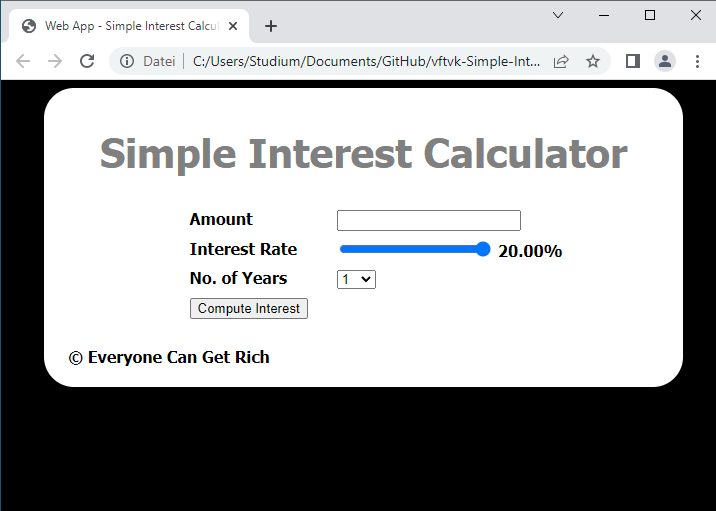 Web App - Simple Interest Calcul
Datei
C:/Users/Studium/Documents/GitHub/vftvk-Simple-Int...
Simple Interest Calculator
Amount
Interest Rate 20.00%
No. of Years 1
Compute Interest
© Everyone Can Get Rich